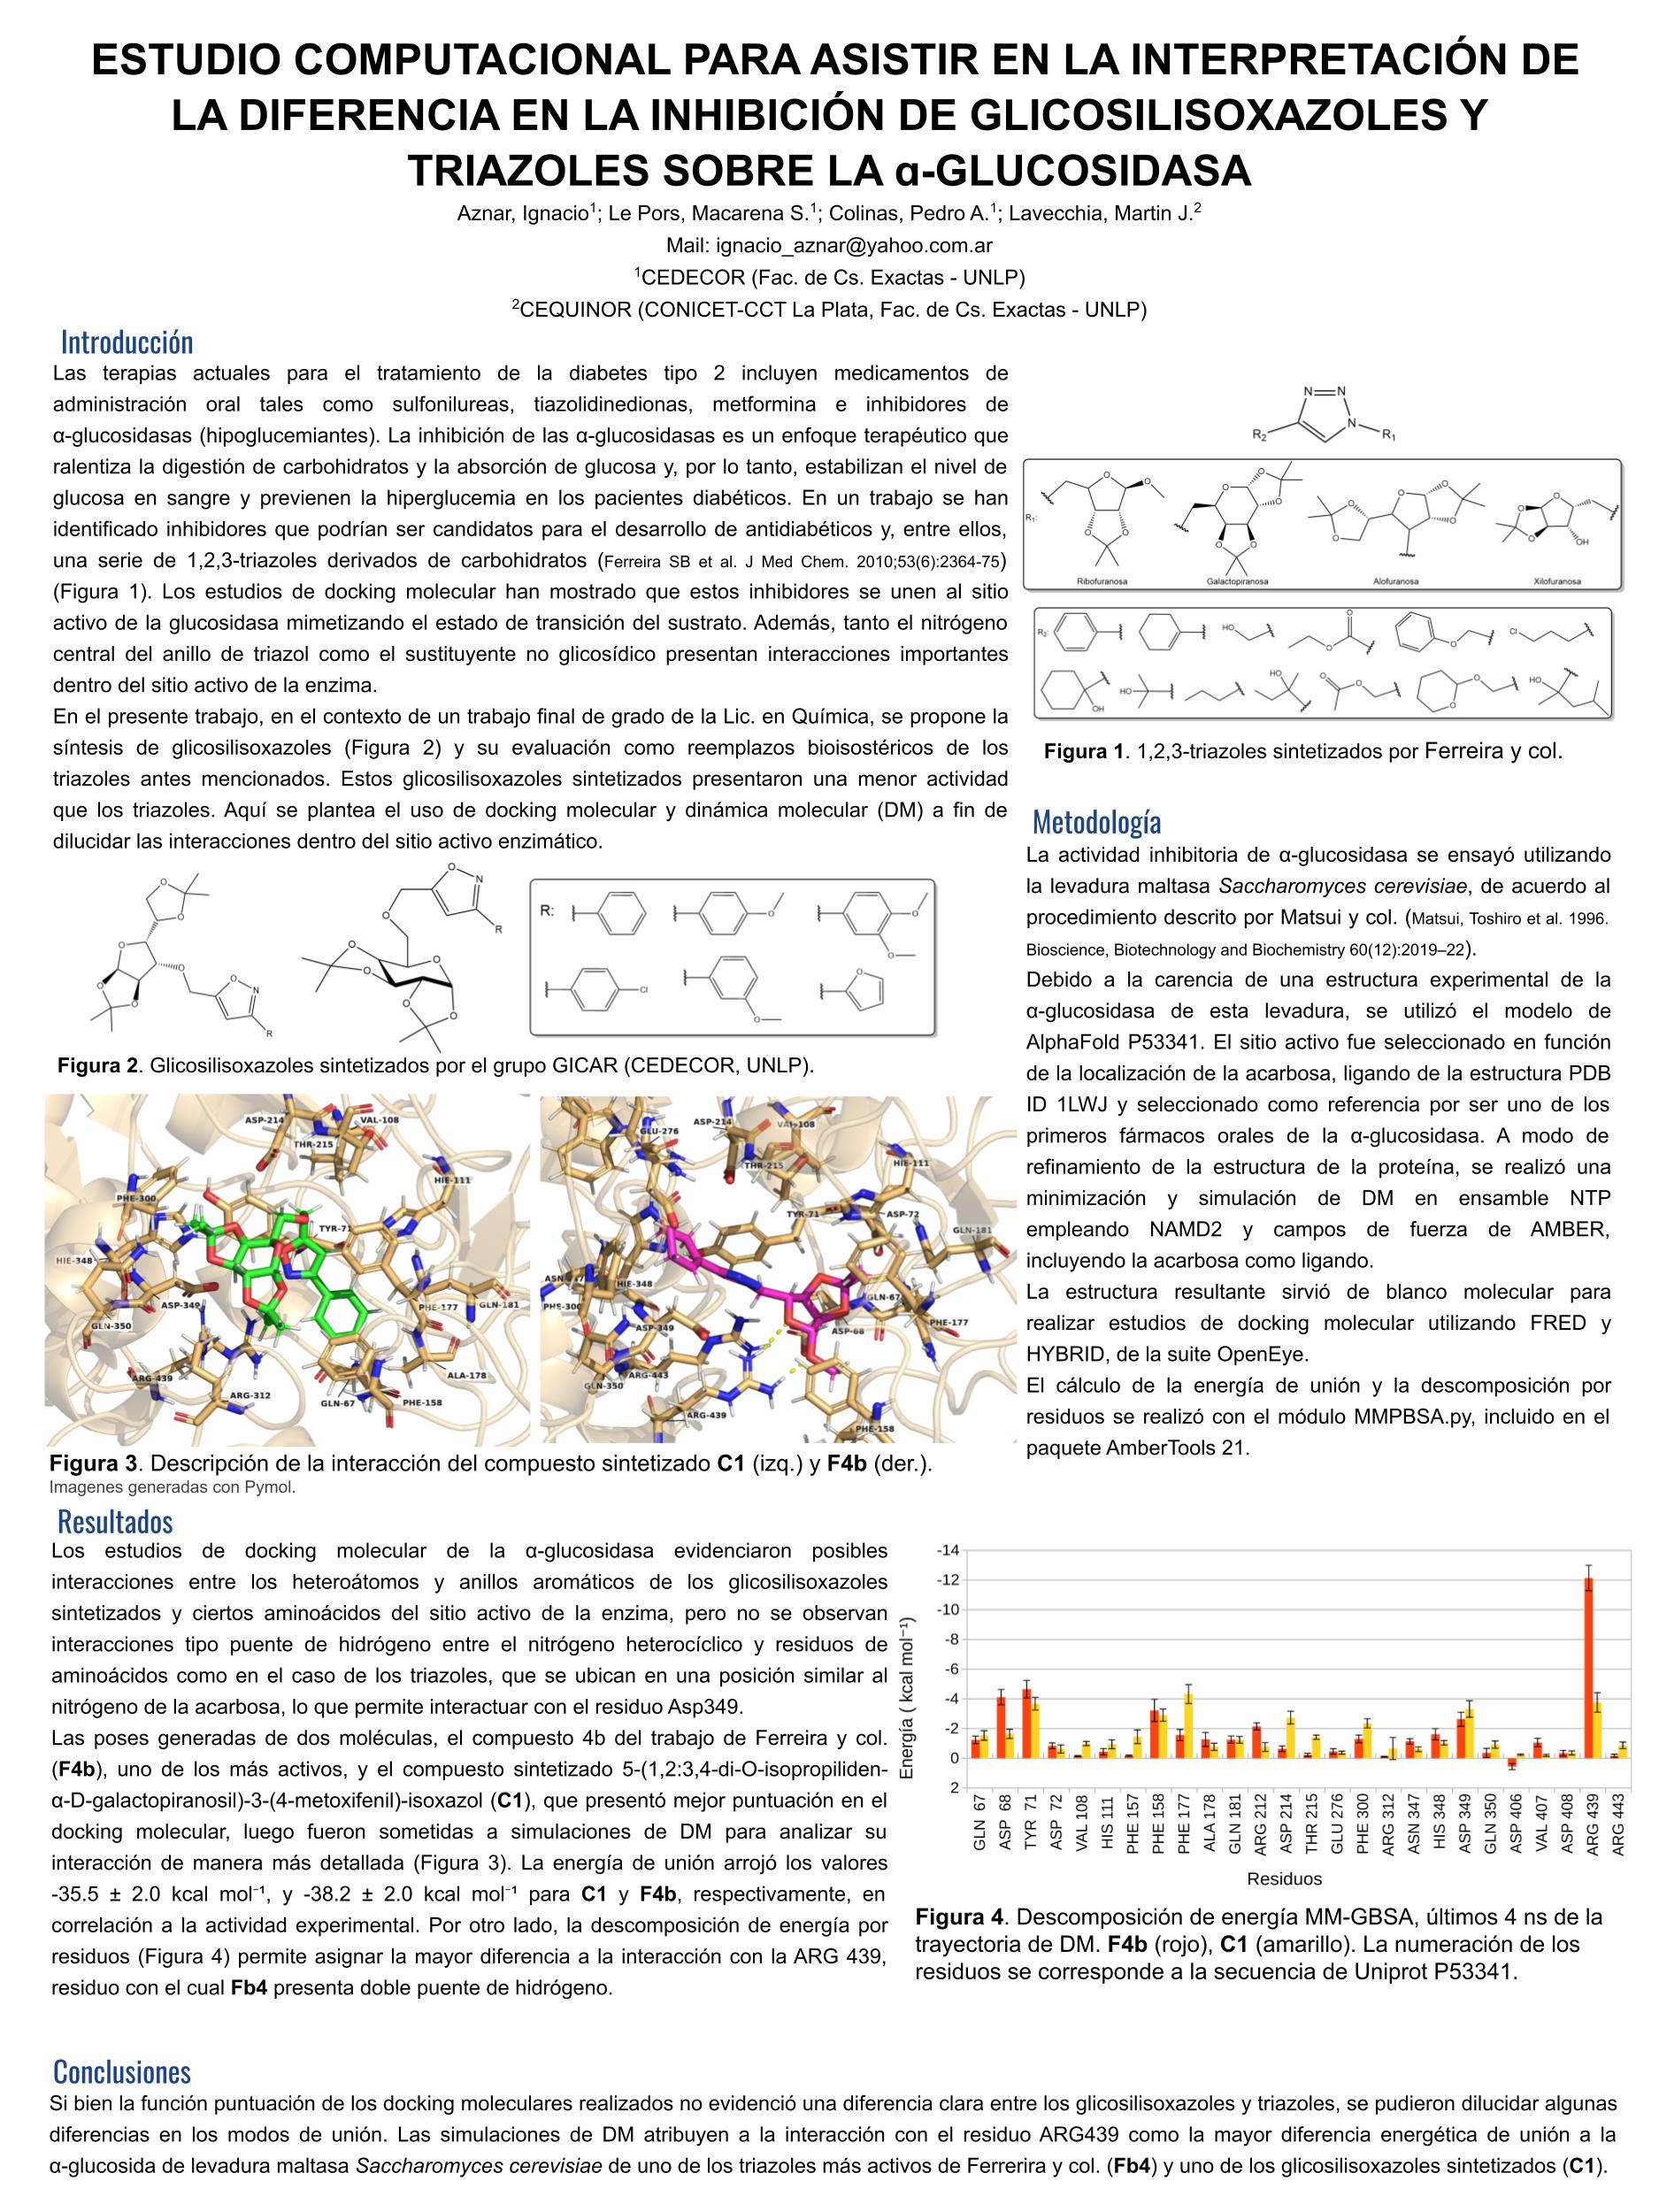 ESTUDIO COMPUTACIONAL PARA ASISTIR EN LA INTERPRETACIÓN DE
LA DIFERENCIA EN LA INHIBICIÓN DE GLICOSILISOXAZOLES Y
TRIAZOLES SOBRE LA α-GLUCOSIDASA
Aznar, Ignacio¹; Le Pors, Macarena S.¹; Colinas, Pedro A.¹; Lavecchia, Martin J.²
Mail: ignacio_aznar@yahoo.com.ar
¹CEDECOR (Fac. de Cs. Exactas - UNLP)
²CEQUINOR (CONICET-CCT La Plata, Fac. de Cs. Exactas - UNLP)
Introducción
Las terapias actuales para el tratamiento de la diabetes tipo 2 incluyen medicamentos de
administración oral tales como sulfonilureas, tiazolidinedionas, metformina e inhibidores de
α-glucosidasas (hipoglucemiantes). La inhibición de las α-glucosidasas es un enfoque terapéutico que
ralentiza la digestión de carbohidratos y la absorción de glucosa y, por lo tanto, estabilizan el nivel de
glucosa en sangre y previenen la hiperglucemia en los pacientes diabéticos. En un trabajo se han
identificado inhibidores que podrían ser candidatos para el desarrollo de antidiabéticos y, entre ellos,
una serie de 1,2,3-triazoles derivados de carbohidratos (Ferreira SB et al. J Med Chem. 2010;53(6):2364-75)
(Figura 1). Los estudios de docking molecular han mostrado que estos inhibidores se unen al sitio
activo de la glucosidasa mimetizando el estado de transición del sustrato. Además, tanto el nitrógeno
central del anillo de triazol como el sustituyente no glicosídico presentan interacciones importantes
dentro del sitio activo de la enzima.
En el presente trabajo, en el contexto de un trabajo final de grado de la Lic. en Química, se propone la
síntesis de glicosilisoxazoles (Figura 2) y su evaluación como reemplazos bioisostéricos de los
triazoles antes mencionados. Estos glicosilisoxazoles sintetizados presentaron una menor actividad
que los triazoles. Aquí se plantea el uso de docking molecular y dinámica molecular (DM) a fin de
dilucidar las interacciones dentro del sitio activo enzimático.
N N
N
R₂ R₁
R₁:
Ribofuranosa Galactopiranosa Alofuranosa Xilofuranosa
R₂
Figura 1. 1,2,3-triazoles sintetizados por Ferreira y col.
R:
Figura 2. Glicosilisoxazoles sintetizados por el grupo GICAR (CEDECOR, UNLP).
ASP-214 VAL-108
THR-215
HIE-111
PHE-300
TYR-71
HIE-348
ASP-349
PHE-177 GLN-181
GLN-350
ALA-178
ARG-439
ARG-312
GLN-67 PHE-158
ASP-214 VAL-108
GLU-276
THR-215 HIE-111
TYR-71 ASP-72
GLN-181
HIE-348
PHE-300
GLN-67
ASP-349 ASP-68 PHE-177
ARG-443
GLN-350
ARG-439
PHE-158
Figura 3. Descripción de la interacción del compuesto sintetizado C1 (izq.) y F4b (der.).
Imagenes generadas con Pymol.
Metodología
La actividad inhibitoria de α-glucosidasa se ensayó utilizando
la levadura maltasa Saccharomyces cerevisiae, de acuerdo al
procedimiento descrito por Matsui y col. (Matsui, Toshiro et al. 1996.
Bioscience, Biotechnology and Biochemistry 60(12):2019–22).
Debido a la carencia de una estructura experimental de la
α-glucosidasa de esta levadura, se utilizó el modelo de
AlphaFold P53341. El sitio activo fue seleccionado en función
de la localización de la acarbosa, ligando de la estructura PDB
ID 1LWJ y seleccionado como referencia por ser uno de los
primeros fármacos orales de la α-glucosidasa. A modo de
refinamiento de la estructura de la proteína, se realizó una
minimización y simulación de DM en ensamble NTP
empleando NAMD2 y campos de fuerza de AMBER,
incluyendo la acarbosa como ligando.
La estructura resultante sirvió de blanco molecular para
realizar estudios de docking molecular utilizando FRED y
HYBRID, de la suite OpenEye.
El cálculo de la energía de unión y la descomposición por
residuos se realizó con el módulo MMPBSA.py, incluido en el
paquete AmberTools 21.
Resultados
Los estudios de docking molecular de la α-glucosidasa evidenciaron posibles
interacciones entre los heteroátomos y anillos aromáticos de los glicosilisoxazoles
sintetizados y ciertos aminoácidos del sitio activo de la enzima, pero no se observan
interacciones tipo puente de hidrógeno entre el nitrógeno heterocíclico y residuos de
aminoácidos como en el caso de los triazoles, que se ubican en una posición similar al
nitrógeno de la acarbosa, lo que permite interactuar con el residuo Asp349.
Las poses generadas de dos moléculas, el compuesto 4b del trabajo de Ferreira y col.
(F4b), uno de los más activos, y el compuesto sintetizado 5-(1,2:3,4-di-O-isopropiliden-
α-D-galactopiranosil)-3-(4-metoxifenil)-isoxazol (C1), que presentó mejor puntuación en el
docking molecular, luego fueron sometidas a simulaciones de DM para analizar su
interacción de manera más detallada (Figura 3). La energía de unión arrojó los valores
-35.5 ± 2.0 kcal mol⁻¹, y -38.2 ± 2.0 kcal mol⁻¹ para C1 y F4b, respectivamente, en
correlación a la actividad experimental. Por otro lado, la descomposición de energía por
residuos (Figura 4) permite asignar la mayor diferencia a la interacción con la ARG 439,
residuo con el cual Fb4 presenta doble puente de hidrógeno.
Energía ( kcal mol⁻¹)
-14
-12
-10
-8
-6
-4
-2
0
2
GLN 67
ASP 68
TYR 71
ASP 72
VAL 108
HIS 111
PHE 157
PHE 158
PHE 177
ALA 178
GLN 181
ARG 212
ASP 214
THR 215
GLU 276
PHE 300
ARG 312
ASN 347
HIS 348
ASP 349
GLN 350
ASP 406
VAL 407
ASP 408
ARG 439
ARG 443
Residuos
Figura 4. Descomposición de energía MM-GBSA, últimos 4 ns de la
trayectoria de DM. F4b (rojo), C1 (amarillo). La numeración de los
residuos se corresponde a la secuencia de Uniprot P53341.
Conclusiones
Si bien la función puntuación de los docking moleculares realizados no evidenció una diferencia clara entre los glicosilisoxazoles y triazoles, se pudieron dilucidar algunas
diferencias en los modos de unión. Las simulaciones de DM atribuyen a la interacción con el residuo ARG439 como la mayor diferencia energética de unión a la
α-glucosida de levadura maltasa Saccharomyces cerevisiae de uno de los triazoles más activos de Ferrerira y col. (Fb4) y uno de los glicosilisoxazoles sintetizados (C1).